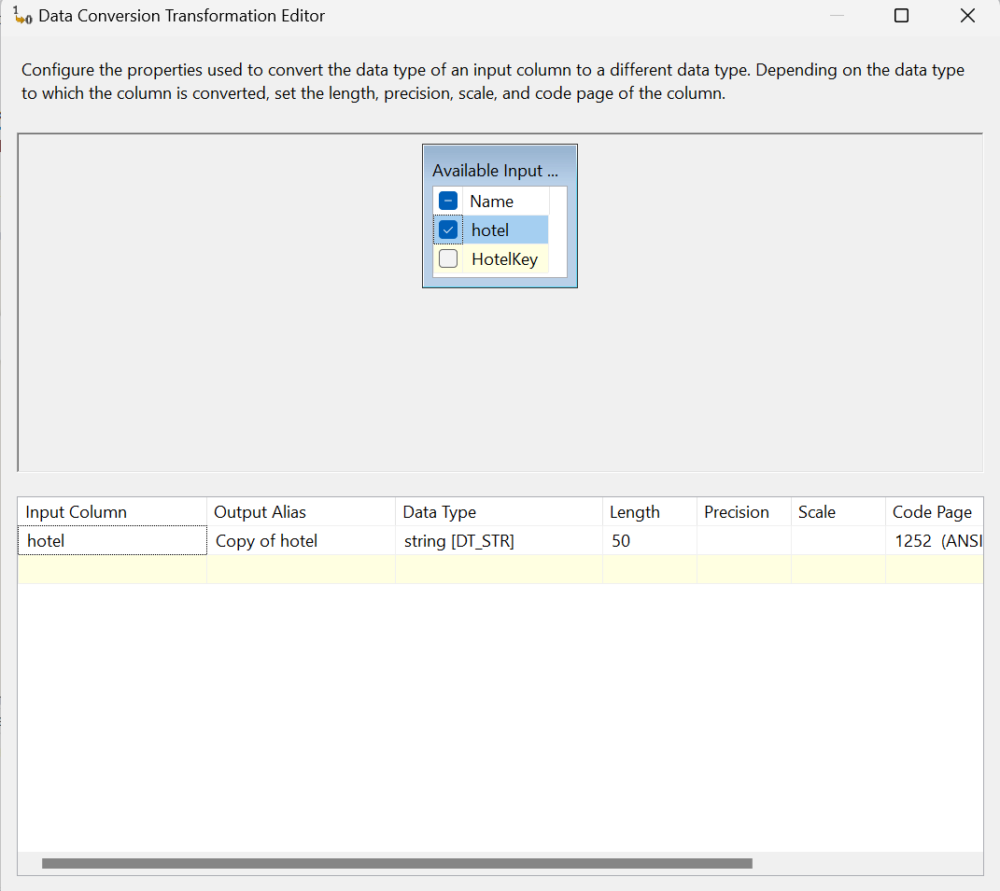 Data Conversion Transformation Editor
Configure the properties used to convert the data type of an input column to a different data type. Depending on the data type
to which the column is converted, set the length, precision, scale, and code page of the column.
Available Input ...
Name
hotel
HotelKey
Input Column Output Alias Data Type Length Precision Scale Code Page
hotel Copy of hotel string [DT_STR] 50 1252 (ANSI